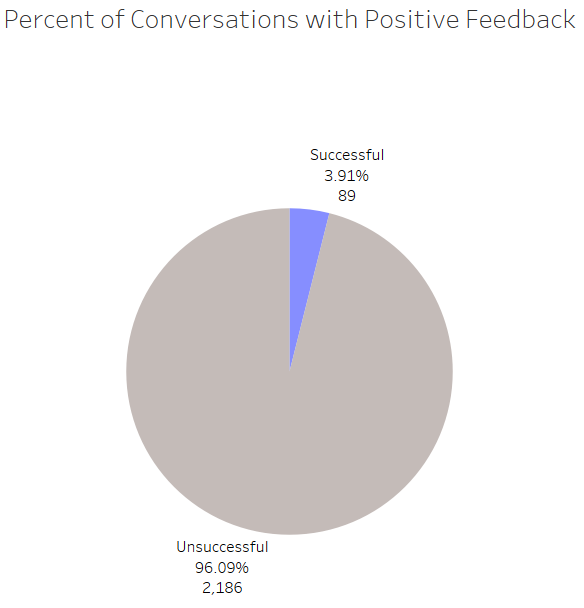 Percent of Conversations with Positive Feedback
Successful
3.91%
89
Unsuccessful
96.09%
2,186